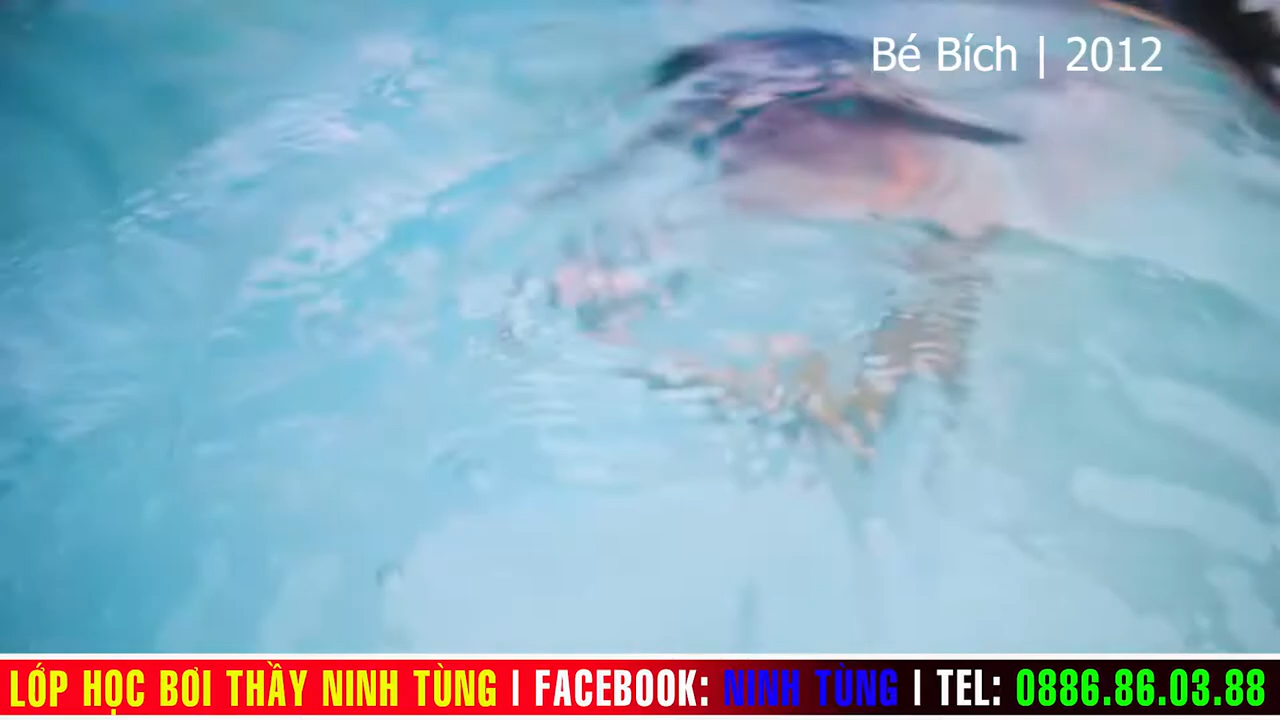 Bé Bích | 2012
LỚP HỌC BƠI THẦY NINH TÙNG I FACEBOOK: NINH TÙNG I TEL: 0886.86.03.88